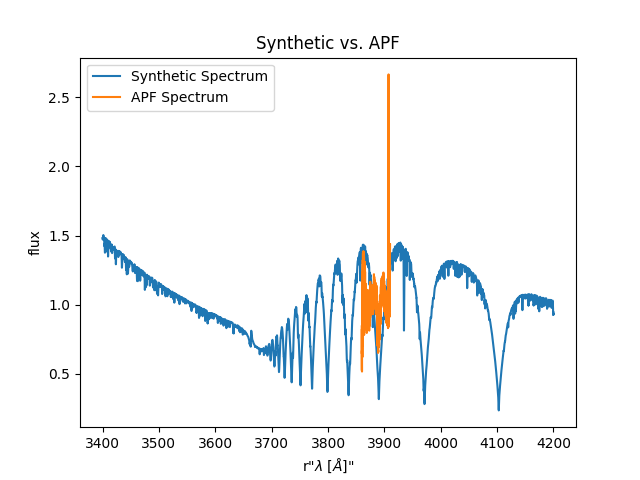 Synthetic vs. APF
Synthetic Spectrum
APF Spectrum
flux
2.5
2.0
1.5
1.0
0.5
3400 3500 3600 3700 3800 3900 4000 4100 4200
r"λ [Å]"